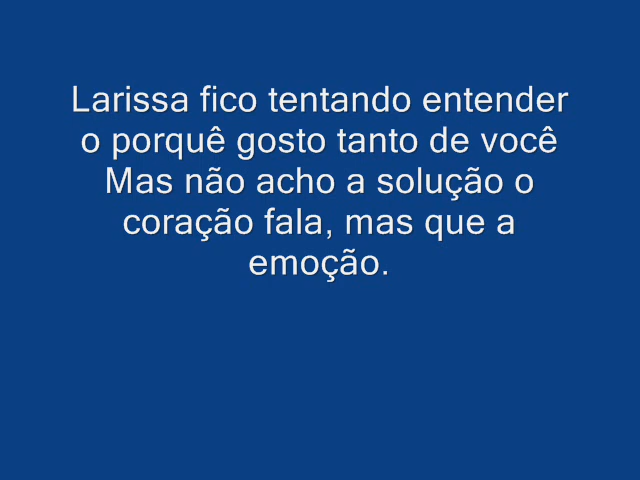 Larissa fico tentando entender
o porquê gosto tanto de você
Mas não acho a solução o
coração fala, mas que a
emoção.